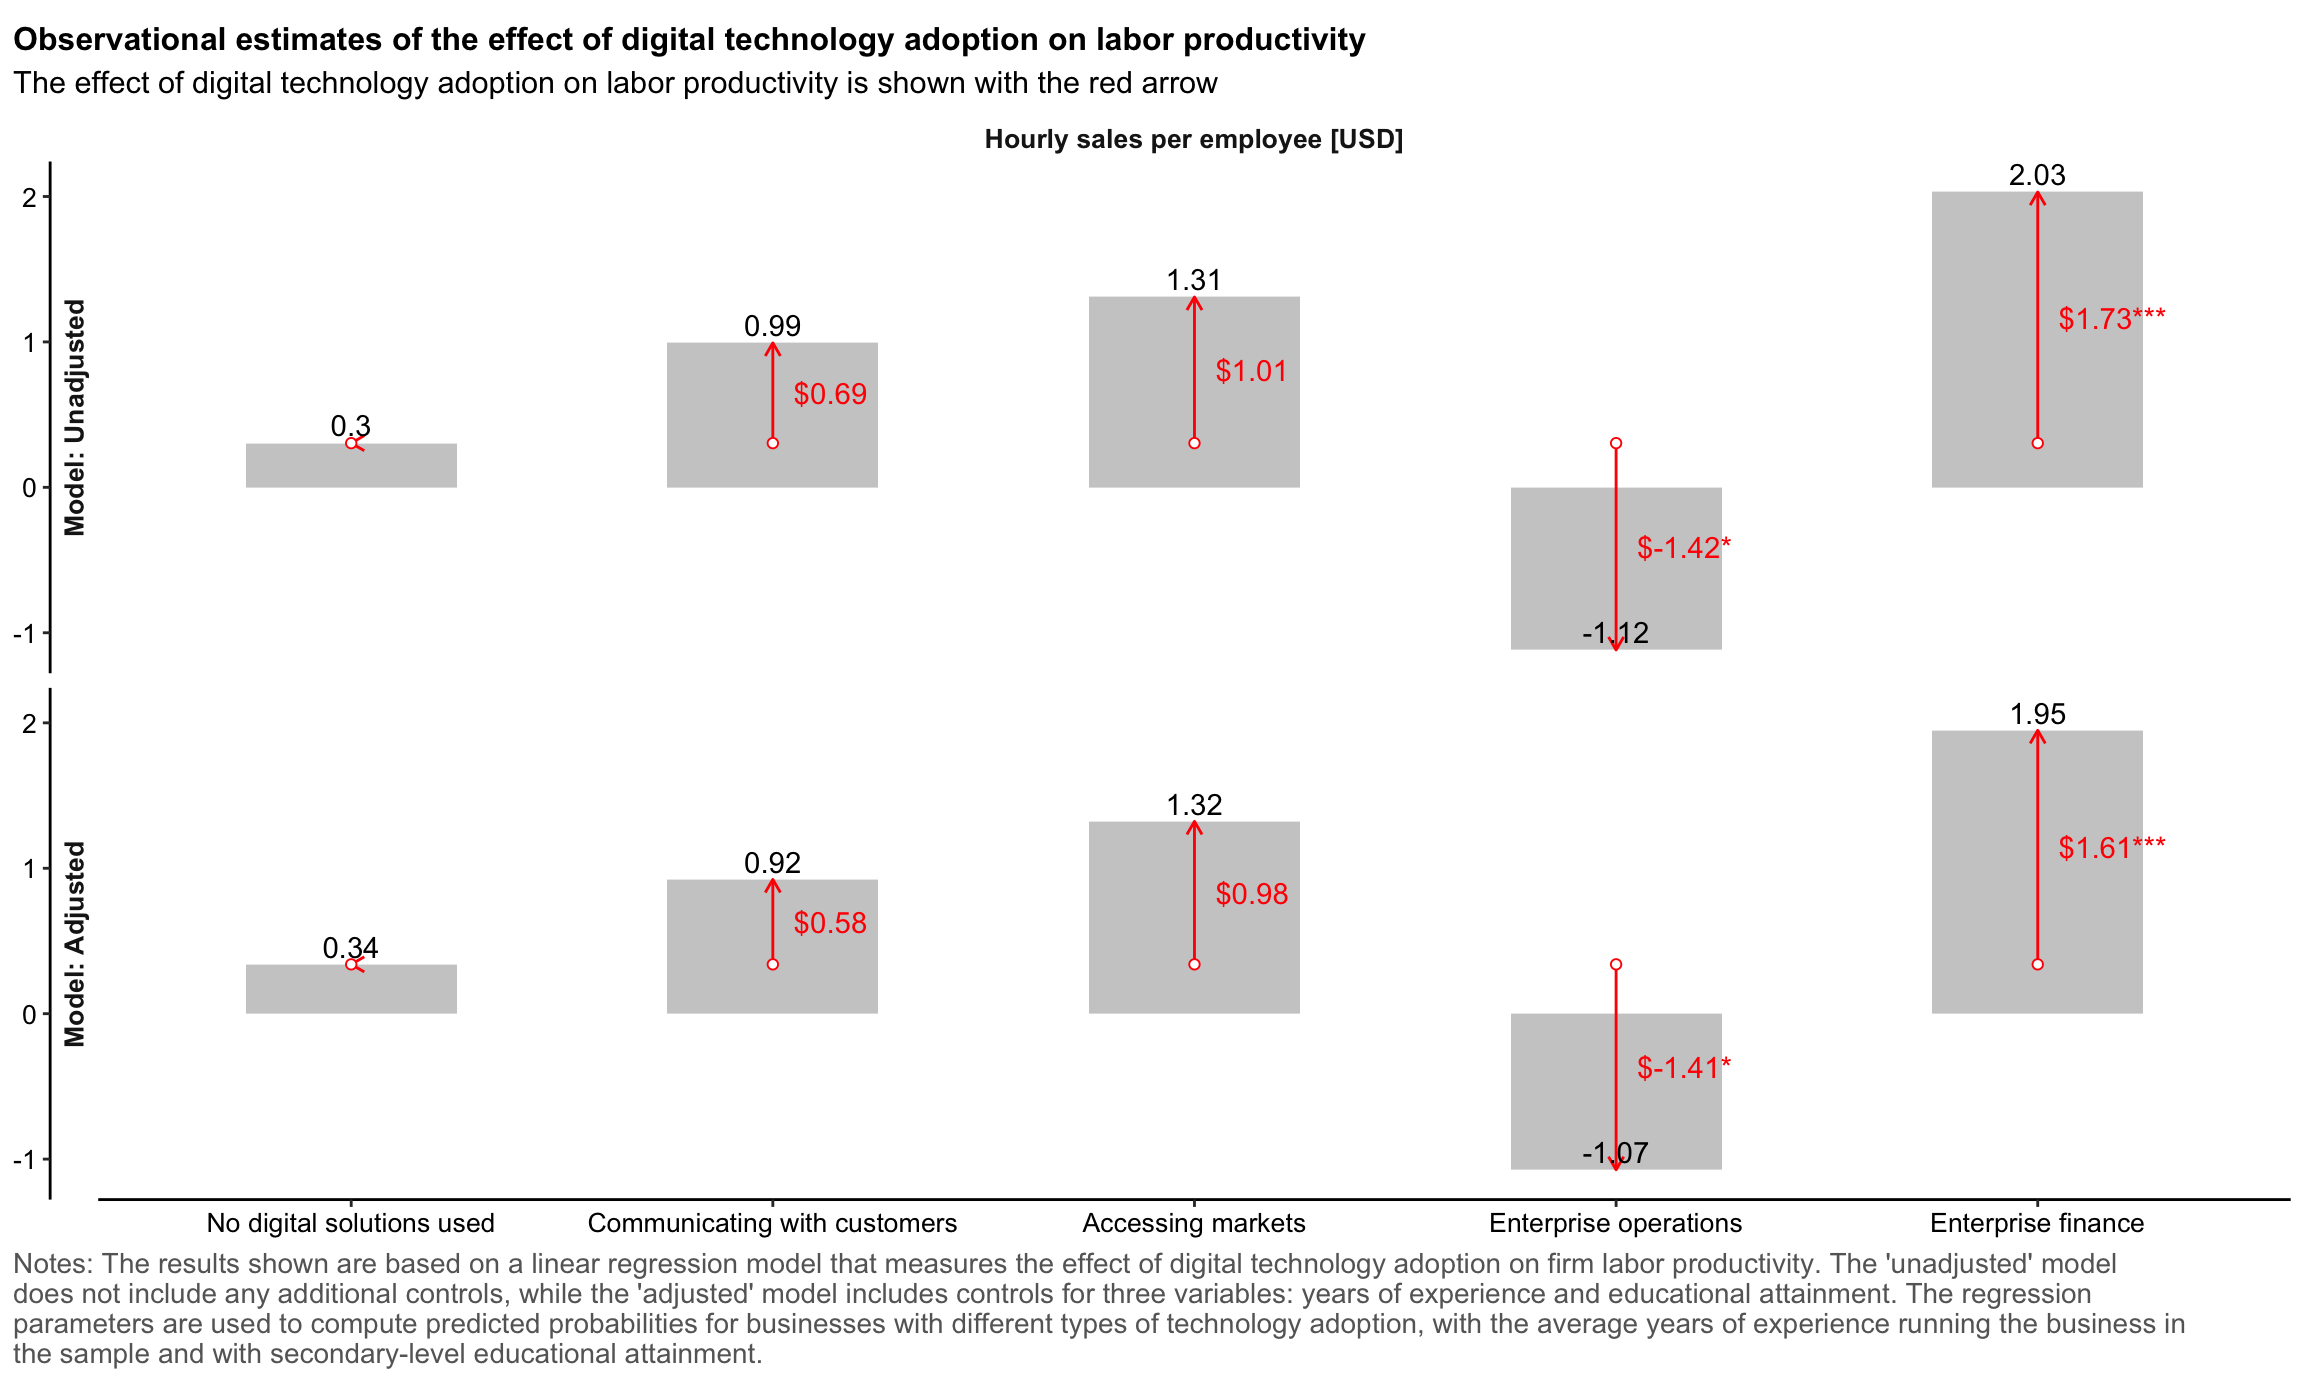 Observational estimates of the effect of digital technology adoption on labor productivity
The effect of digital technology adoption on labor productivity is shown with the red arrow
Hourly sales per employee [USD]
Model: Unadjusted
2
1
0
-1
0.3
0.99
$0.69
1.31
$1.01
$-1.42*
-1.12
2.03
$1.73***
Model: Adjusted
2
1
0
-1
0.34
0.92
$0.58
1.32
$0.98
$-1.41*
-1.07
1.95
$1.61***
No digital solutions used
Communicating with customers
Accessing markets
Enterprise operations
Enterprise finance
Notes: The results shown are based on a linear regression model that measures the effect of digital technology adoption on firm labor productivity. The 'unadjusted' model
does not include any additional controls, while the 'adjusted' model includes controls for three variables: years of experience and educational attainment. The regression
parameters are used to compute predicted probabilities for businesses with different types of technology adoption, with the average years of experience running the business in
the sample and with secondary-level educational attainment.